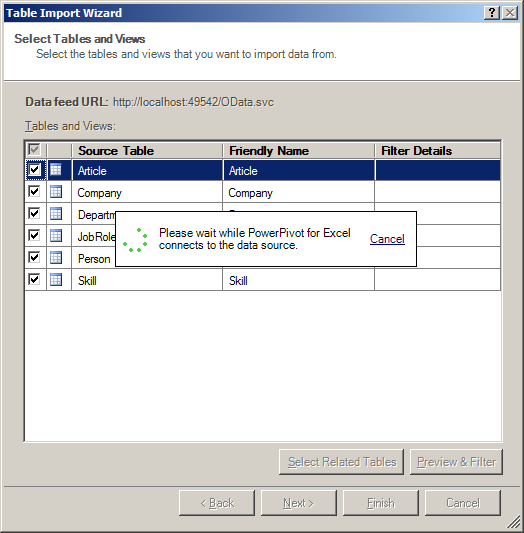 Table Import Wizard
Select Tables and Views
Select the tables and views that you want to import data from.
Data feed URL: http://localhost:49542/OData.svc
Tables and Views:
Source Table Friendly Name Filter Details
Article Article
Company Company
Departm
JobRole
Person
Skill Skill
Please wait while PowerPivot for Excel
connects to the data source.
Cancel
Select Related Tables Preview & Filter
< Back Next > Finish Cancel